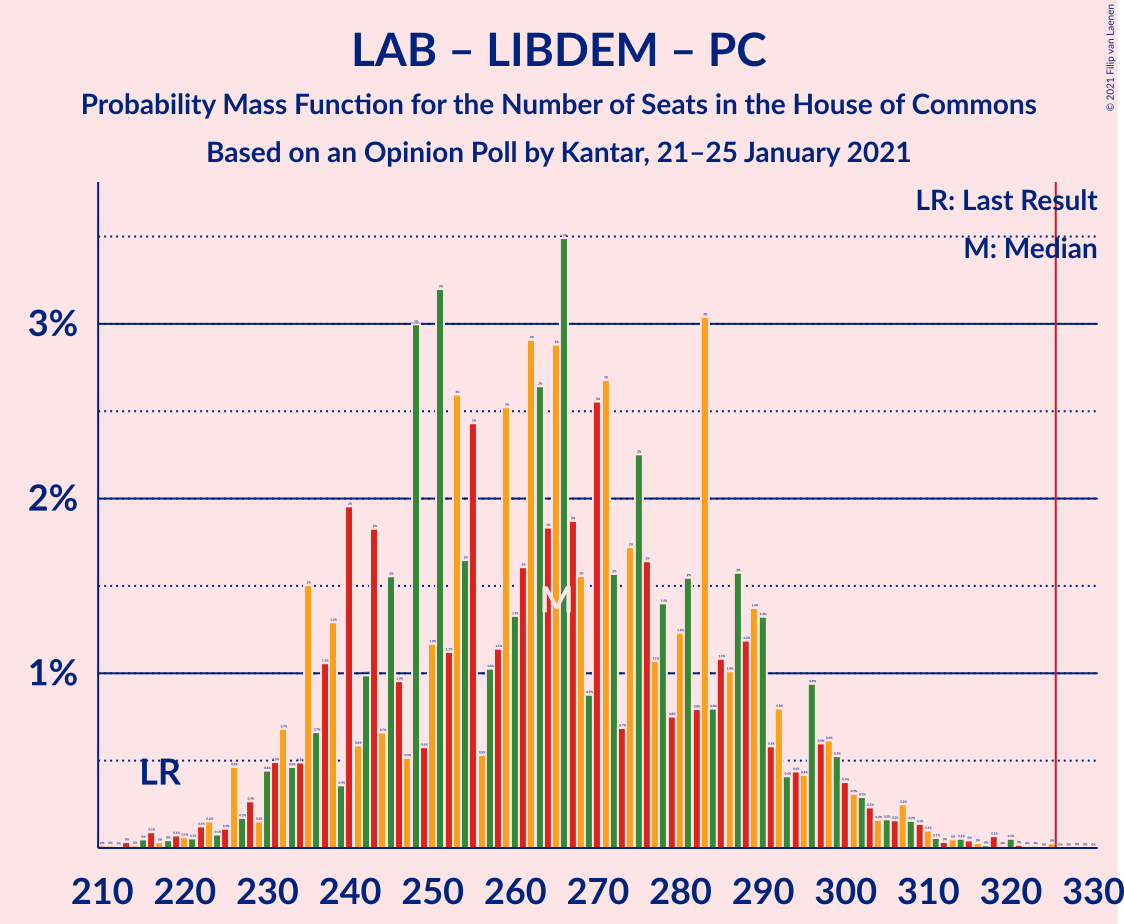 LAB – LIBDEM – PC
Probability Mass Function for the Number of Seats in the House of Commons
Based on an Opinion Poll by Kantar, 21–25 January 2021
© 2021 Filip van Laenen
LR: Last Result
M: Median
3%
2%
1%
LR
M
210 220 230 240 250 260 270 280 290 300 310 320 330